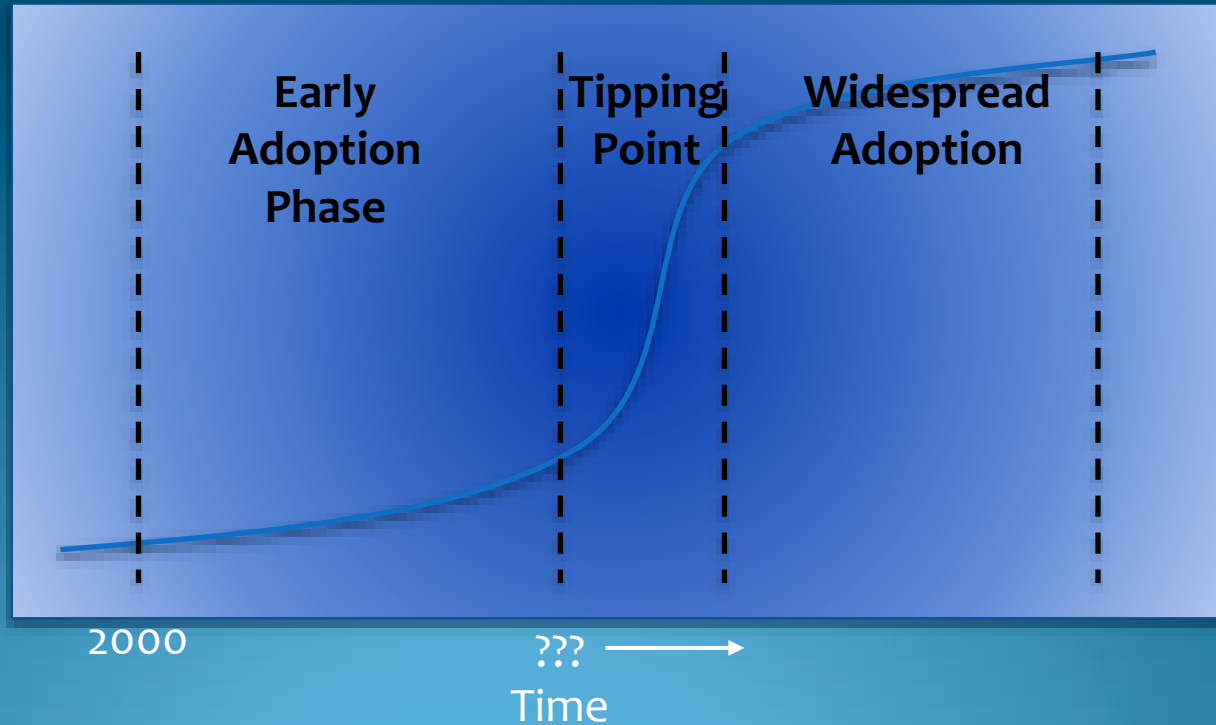 Early
Adoption
Phase
Tipping
Point
Widespread
Adoption
2000
???
Time